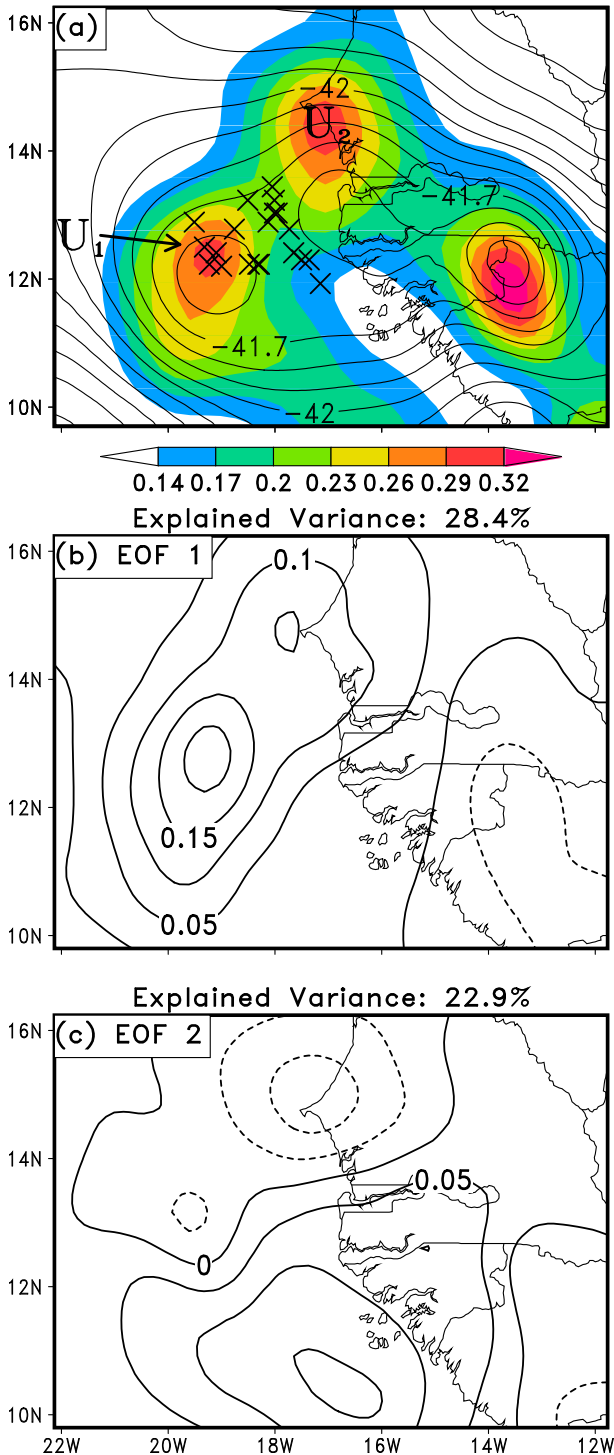 (a)
16N
14N
12N
10N
-42
U2
-41.7
U1
-41.7
-42
0.14 0.17 0.2 0.23 0.26 0.29 0.32
Explained Variance: 28.4%
(b) EOF 1
16N
14N
12N
10N
0.1
0.15
0.05
Explained Variance: 22.9%
(c) EOF 2
16N
14N
12N
10N
0.05
0
22W 20W 18W 16W 14W 12W